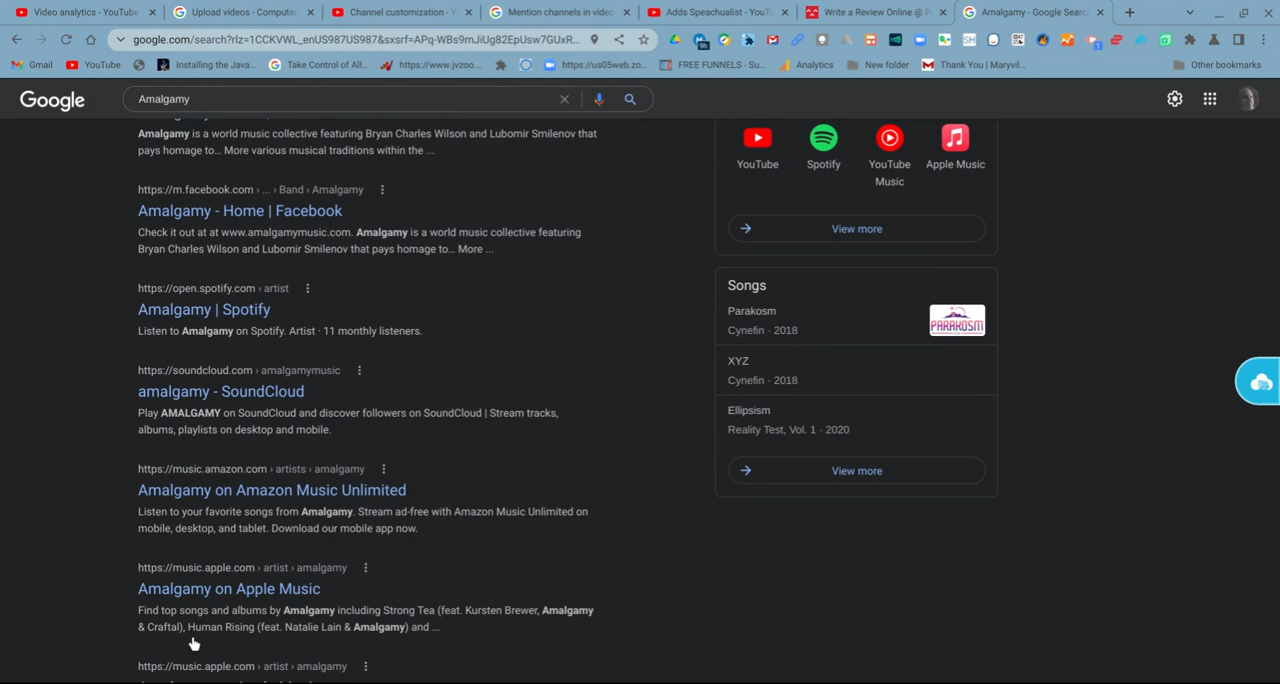 Video analytics - YouTube
Upload videos - Computer
Channel customization - Y
Mention channels in video
Adds Speachualist - YouTu
Write a Review Online @ F
Amalgamy - Google Search
google.com/search?rlz=1CCKVWL_enUS987US987&sxsrf=APq-WBs9mJiUg82EpUsw7GUxR...
Gmail
YouTube
Installing the Java...
Take Control of All...
https://www.jvzoo....
https://us05web.zo...
FREE FUNNELS - Su...
Analytics
New folder
Thank You | Maryvil...
Other bookmarks
Google
Amalgamy
Amalgamy is a world music collective featuring Bryan Charles Wilson and Lubomir Smilenov that
pays homage to... More various musical traditions within the ...
https://m.facebook.com › ... › Band › Amalgamy
Amalgamy - Home | Facebook
Check it out at at www.amalgamymusic.com. Amalgamy is a world music collective featuring
Bryan Charles Wilson and Lubomir Smilenov that pays homage to... More ...
https://open.spotify.com › artist
Amalgamy | Spotify
Listen to Amalgamy on Spotify. Artist · 11 monthly listeners.
https://soundcloud.com › amalgamymusic
amalgamy - SoundCloud
Play AMALGAMY on SoundCloud and discover followers on SoundCloud | Stream tracks,
albums, playlists on desktop and mobile.
https://music.amazon.com › artists › amalgamy
Amalgamy on Amazon Music Unlimited
Listen to your favorite songs from Amalgamy. Stream ad-free with Amazon Music Unlimited on
mobile, desktop, and tablet. Download our mobile app now.
https://music.apple.com › artist › amalgamy
Amalgamy on Apple Music
Find top songs and albums by Amalgamy including Strong Tea (feat. Kursten Brewer, Amalgamy
& Craftal), Human Rising (feat. Natalie Lain & Amalgamy) and ...
https://music.apple.com › artist › amalgamy
YouTube
Spotify
YouTube Music
Apple Music
View more
Songs
Parakosm
Cynefin · 2018
PARAKOSM
XYZ
Cynefin · 2018
Ellipsism
Reality Test, Vol. 1 · 2020
View more